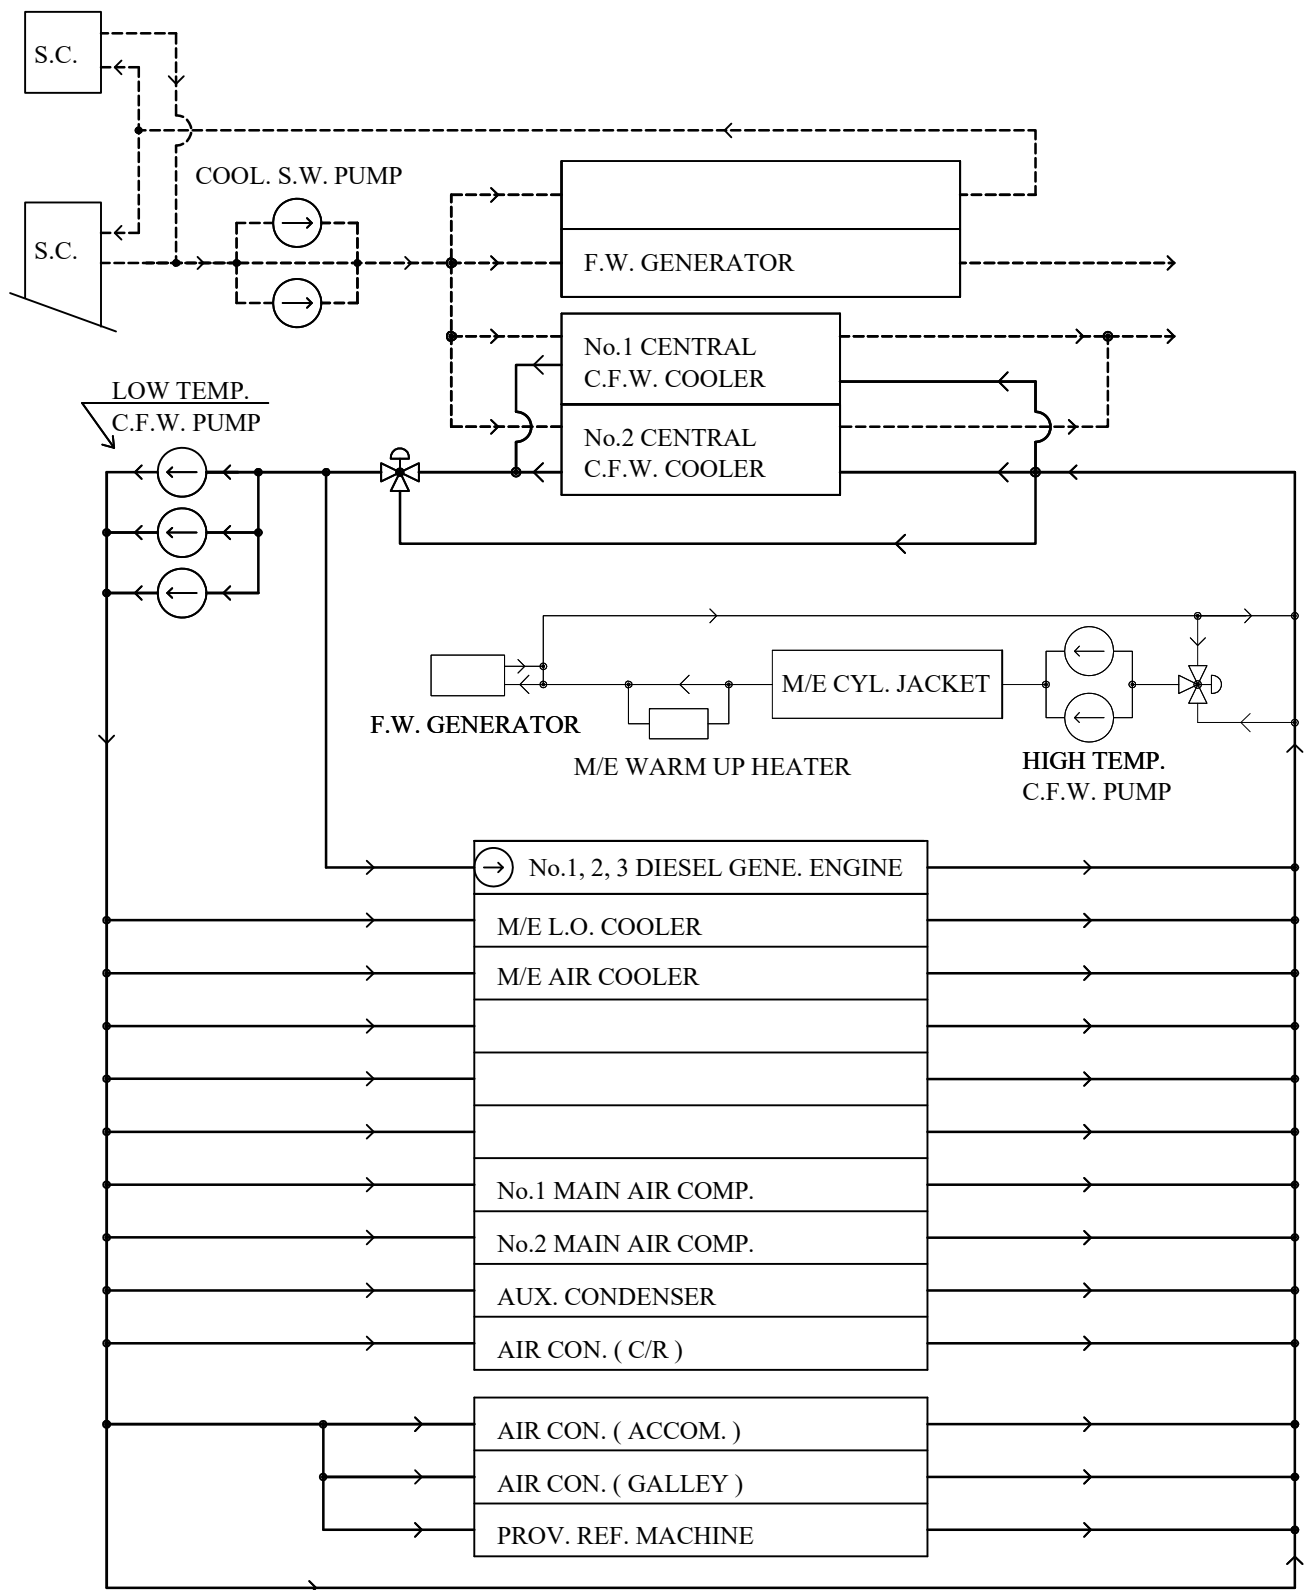 S.C.
COOL. S.W. PUMP
S.C.
F.W. GENERATOR
No.1 CENTRAL
C.F.W. COOLER
LOW TEMP.
C.F.W. PUMP
No.2 CENTRAL
C.F.W. COOLER
M/E CYL. JACKET
F.W. GENERATOR
M/E WARM UP HEATER
HIGH TEMP.
C.F.W. PUMP
No.1, 2, 3 DIESEL GENE. ENGINE
M/E L.O. COOLER
M/E AIR COOLER
No.1 MAIN AIR COMP.
No.2 MAIN AIR COMP.
AUX. CONDENSER
AIR CON. ( C/R )
AIR CON. ( ACCOM. )
AIR CON. ( GALLEY )
PROV. REF. MACHINE